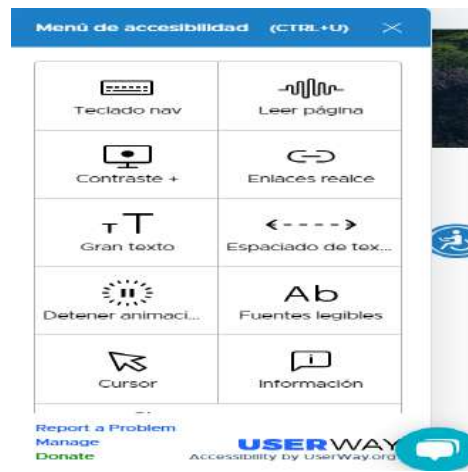 Menú de accesibilidad (CTRL+U)
Teclado nav
Leer página
Contraste +
Enlaces realce
TT
Gran texto
Espaciado de tex...
Detener animaci...
Ab
Fuentes legibles
Cursor
Información
Report a Problem
Manage
USERWAY
Donate
Accessibility by UserWay.org